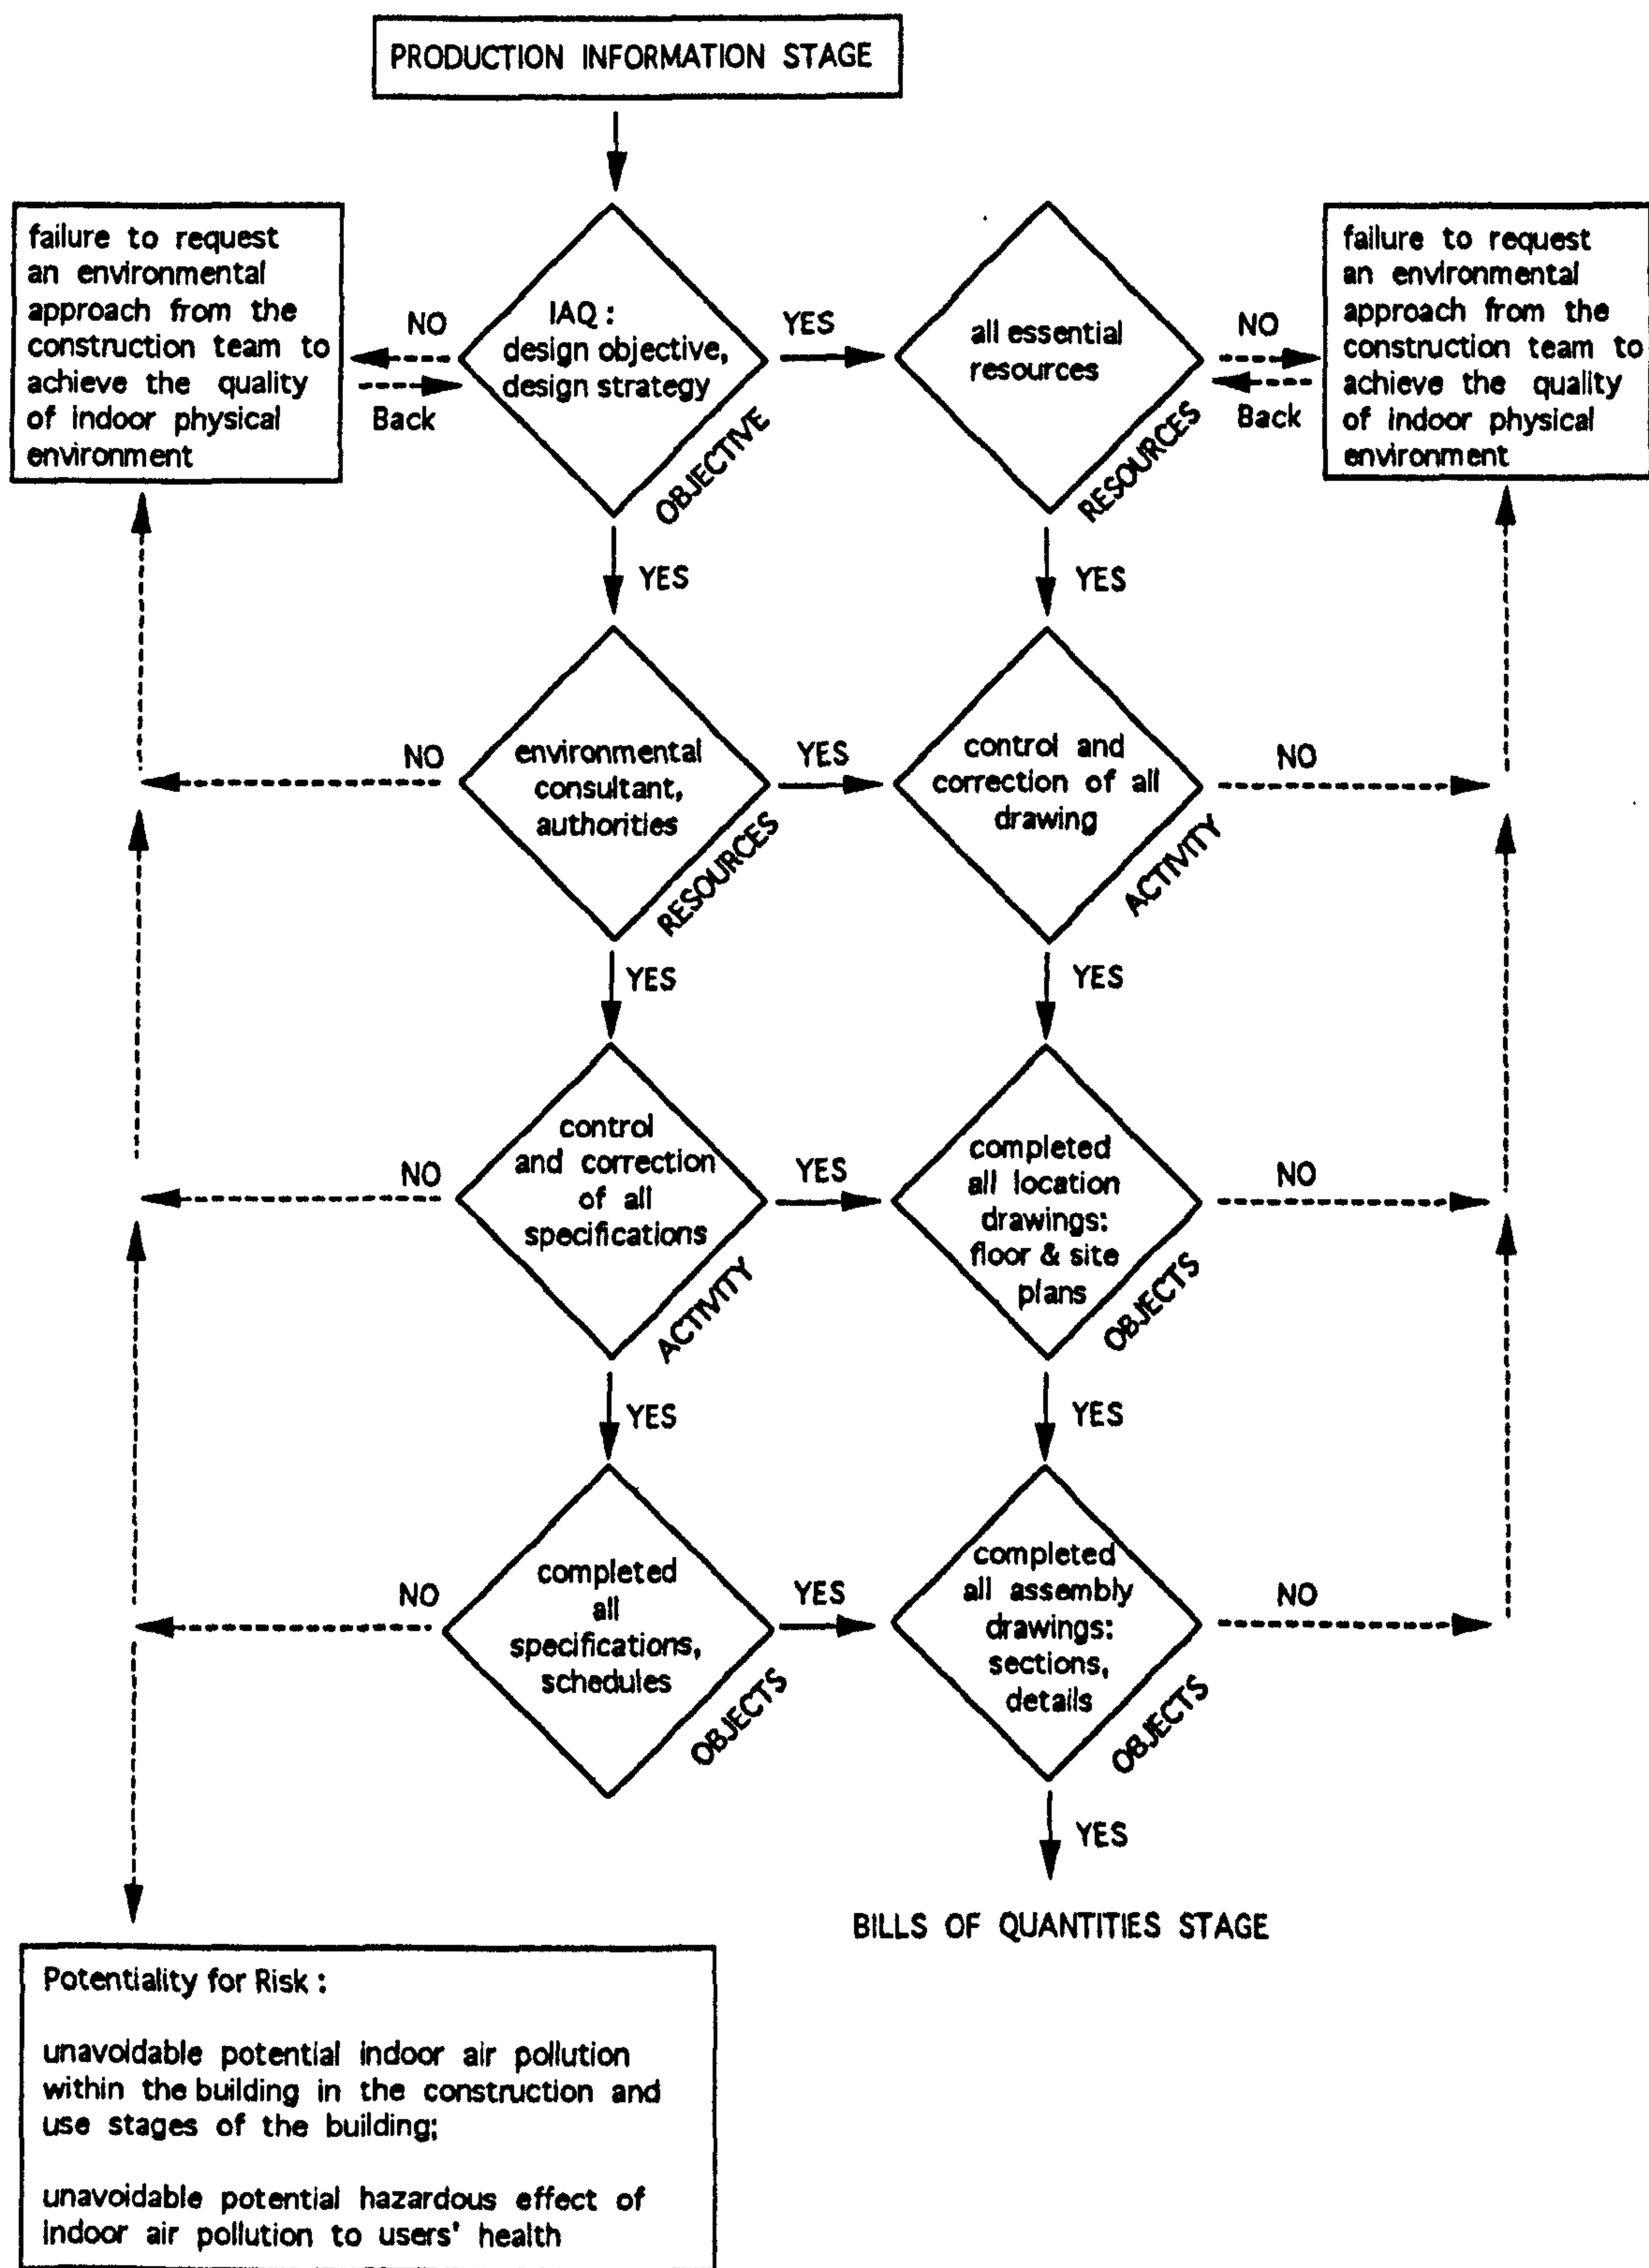 PRODUCTION INFORMATION STAGE
failure to request
an environmental
approach from the
construction team to
achieve the quality
of indoor physical
environment
NO
Back
IAQ :
design objective,
design strategy
OBJECTIVE
YES
all essential
resources
RESOURCES
NO
Back
failure to request
an environmental
approach from the
construction team to
achieve the quality
of indoor physical
environment
YES
YES
NO
environmental
consultant,
authorities
RESOURCES
YES
control and
correction of all
drawing
ACTIVITY
NO
YES
YES
NO
control
and correction
of all
specifications
ACTIVITY
YES
completed
all location
drawings:
floor & site
plans
OBJECTS
NO
YES
YES
NO
completed
all
specifications,
schedules
OBJECTS
YES
completed
all assembly
drawings:
sections,
details
OBJECTS
NO
YES
BILLS OF QUANTITIES STAGE
Potentiality for Risk :
unavoidable potential indoor air pollution
within the building in the construction and
use stages of the building;
unavoidable potential hazardous effect of
indoor air pollution to users' health